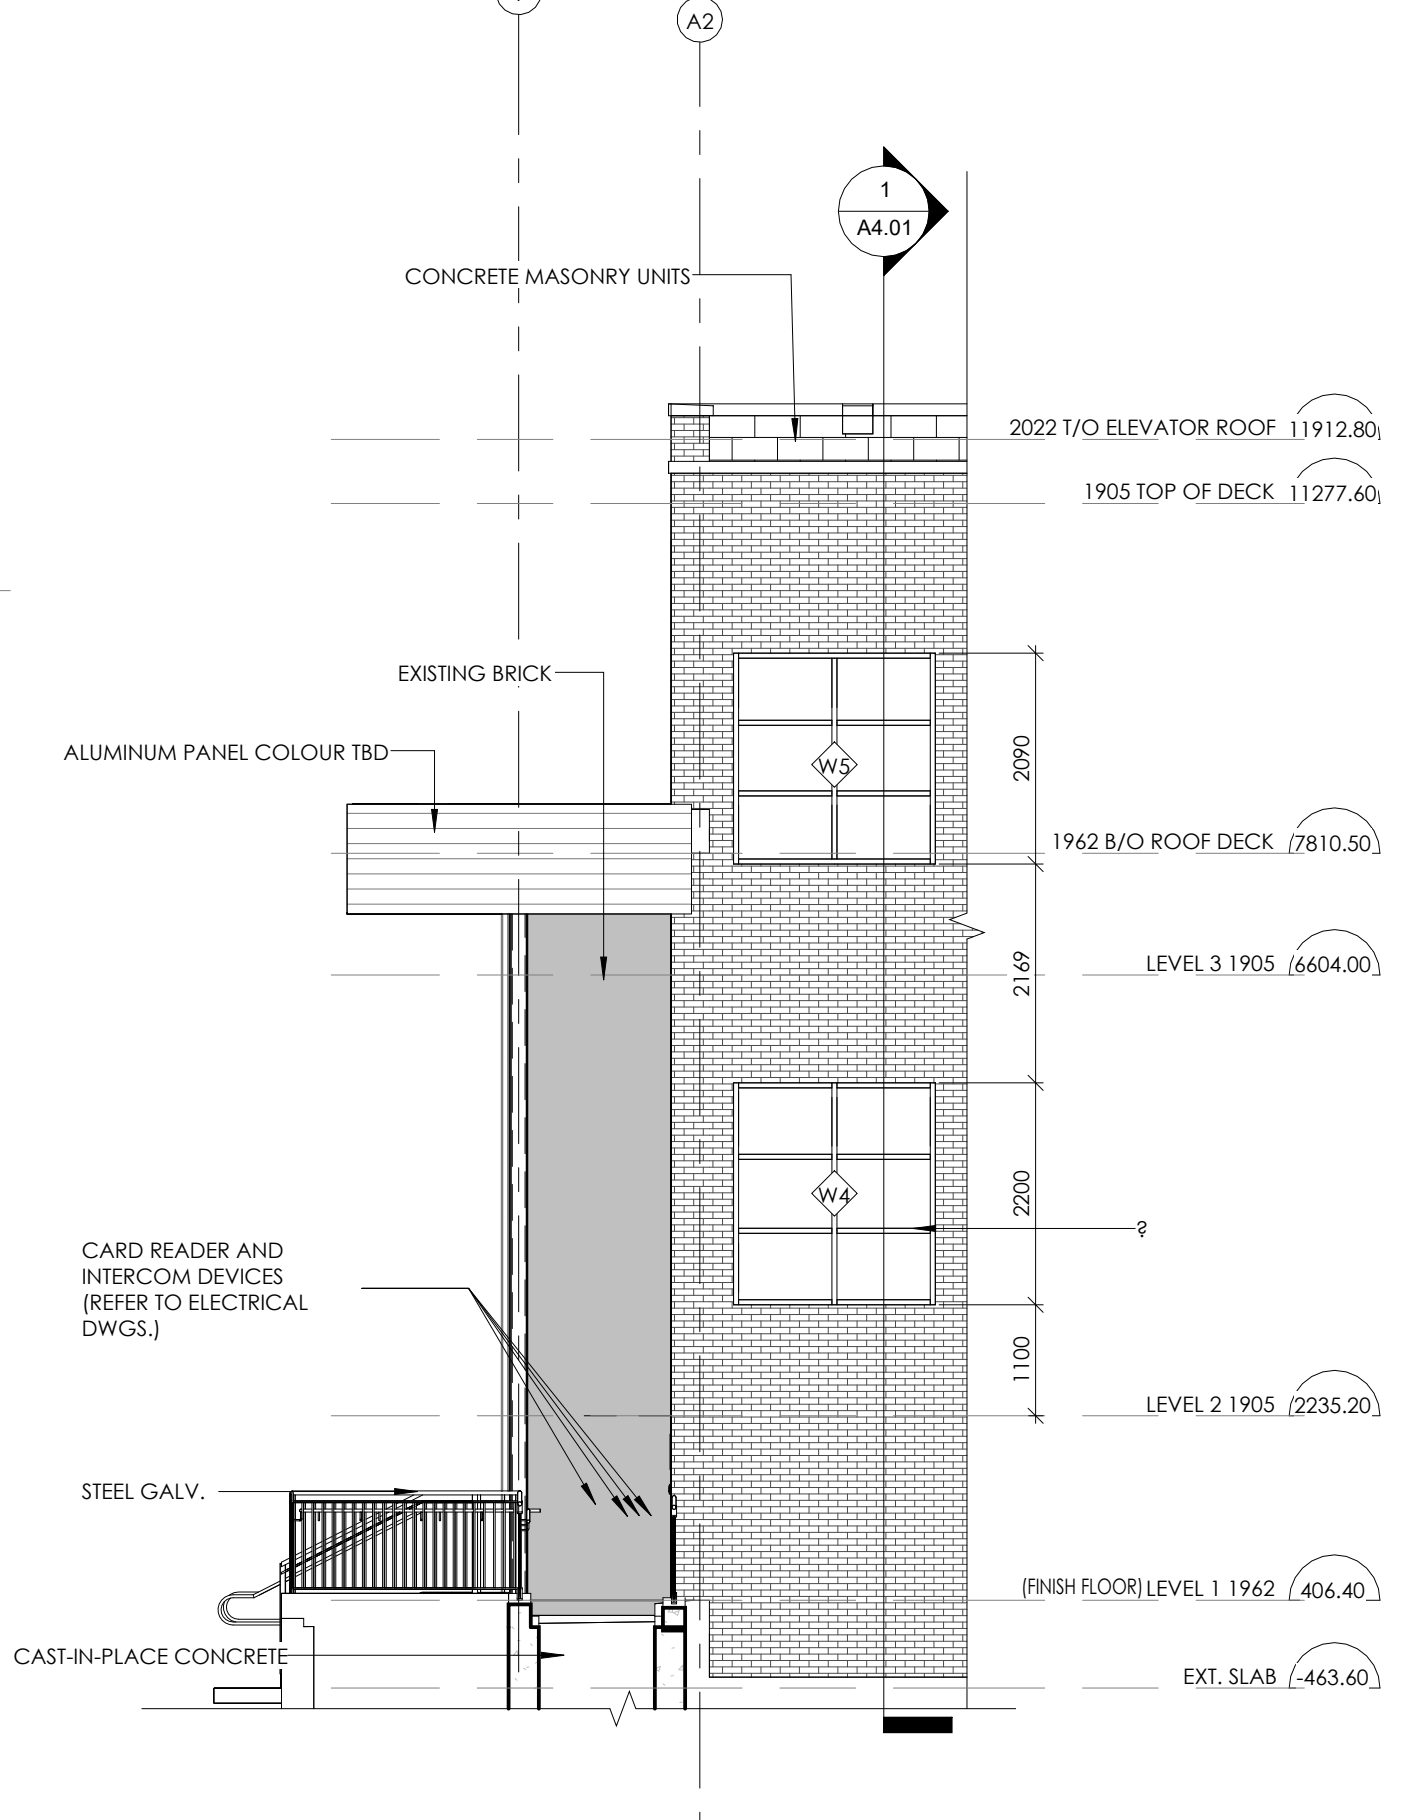 A2
1
A4.01
CONCRETE MASONRY UNITS
2022 T/O ELEVATOR ROOF 11912.80
1905 TOP OF DECK 11277.60
EXISTING BRICK
ALUMINUM PANEL COLOUR TBD
W5
2090
1962 B/O ROOF DECK 7810.50
2169
LEVEL 3 1905 6604.00
W4
2200
?
CARD READER AND
INTERCOM DEVICES
(REFER TO ELECTRICAL
DWGS.)
1100
LEVEL 2 1905 2235.20
STEEL GALV.
(FINISH FLOOR) LEVEL 1 1962 406.40
CAST-IN-PLACE CONCRETE
EXT. SLAB -463.60